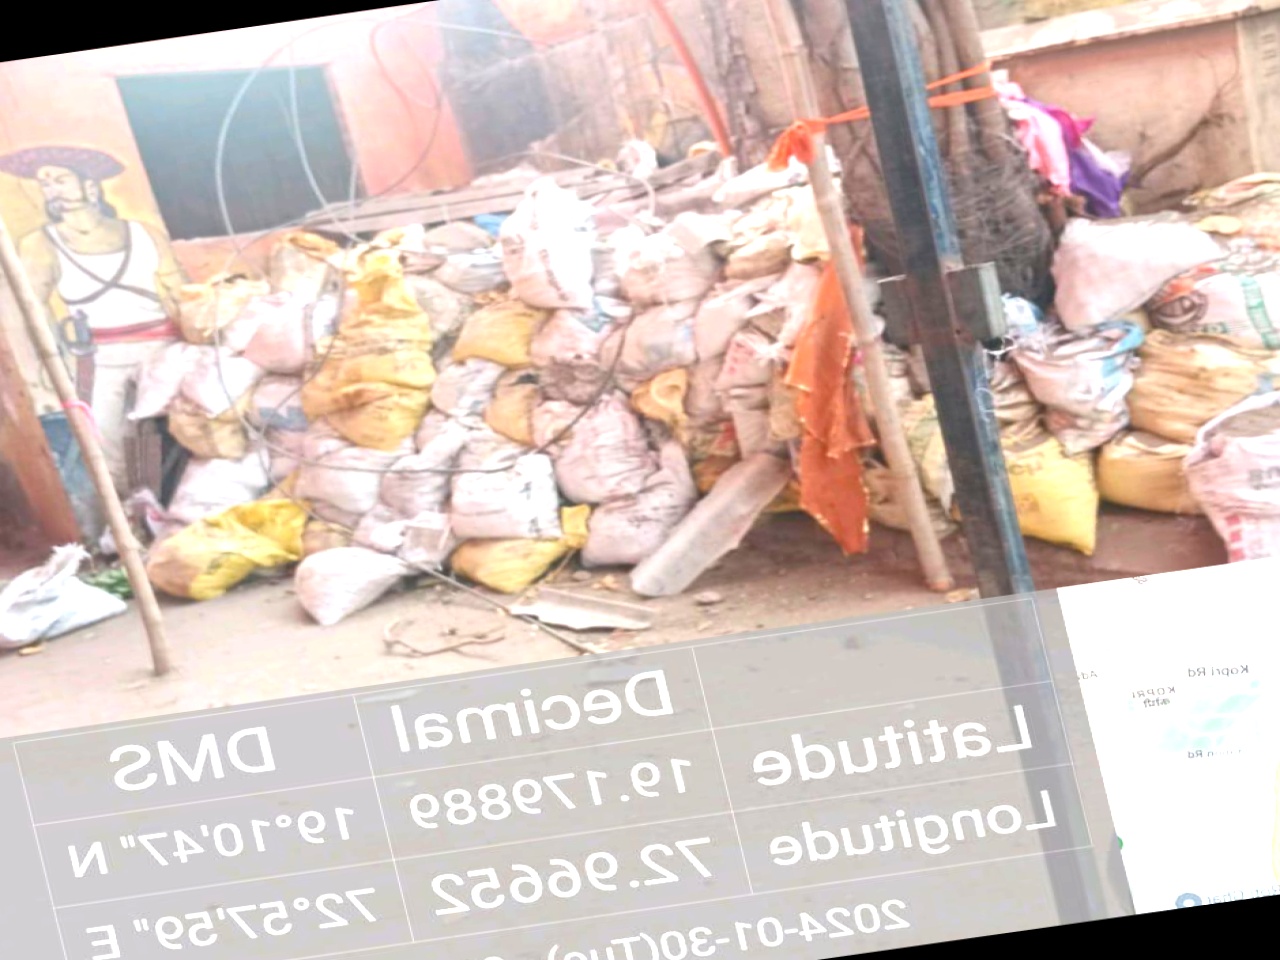 Decimal DMS
Latitude 19.179889 19°10'47" N
Longitude 72.96652 72°57'59" E
2024-01-30(Tue)
Kopri Rd
KOPRI
कोपरी